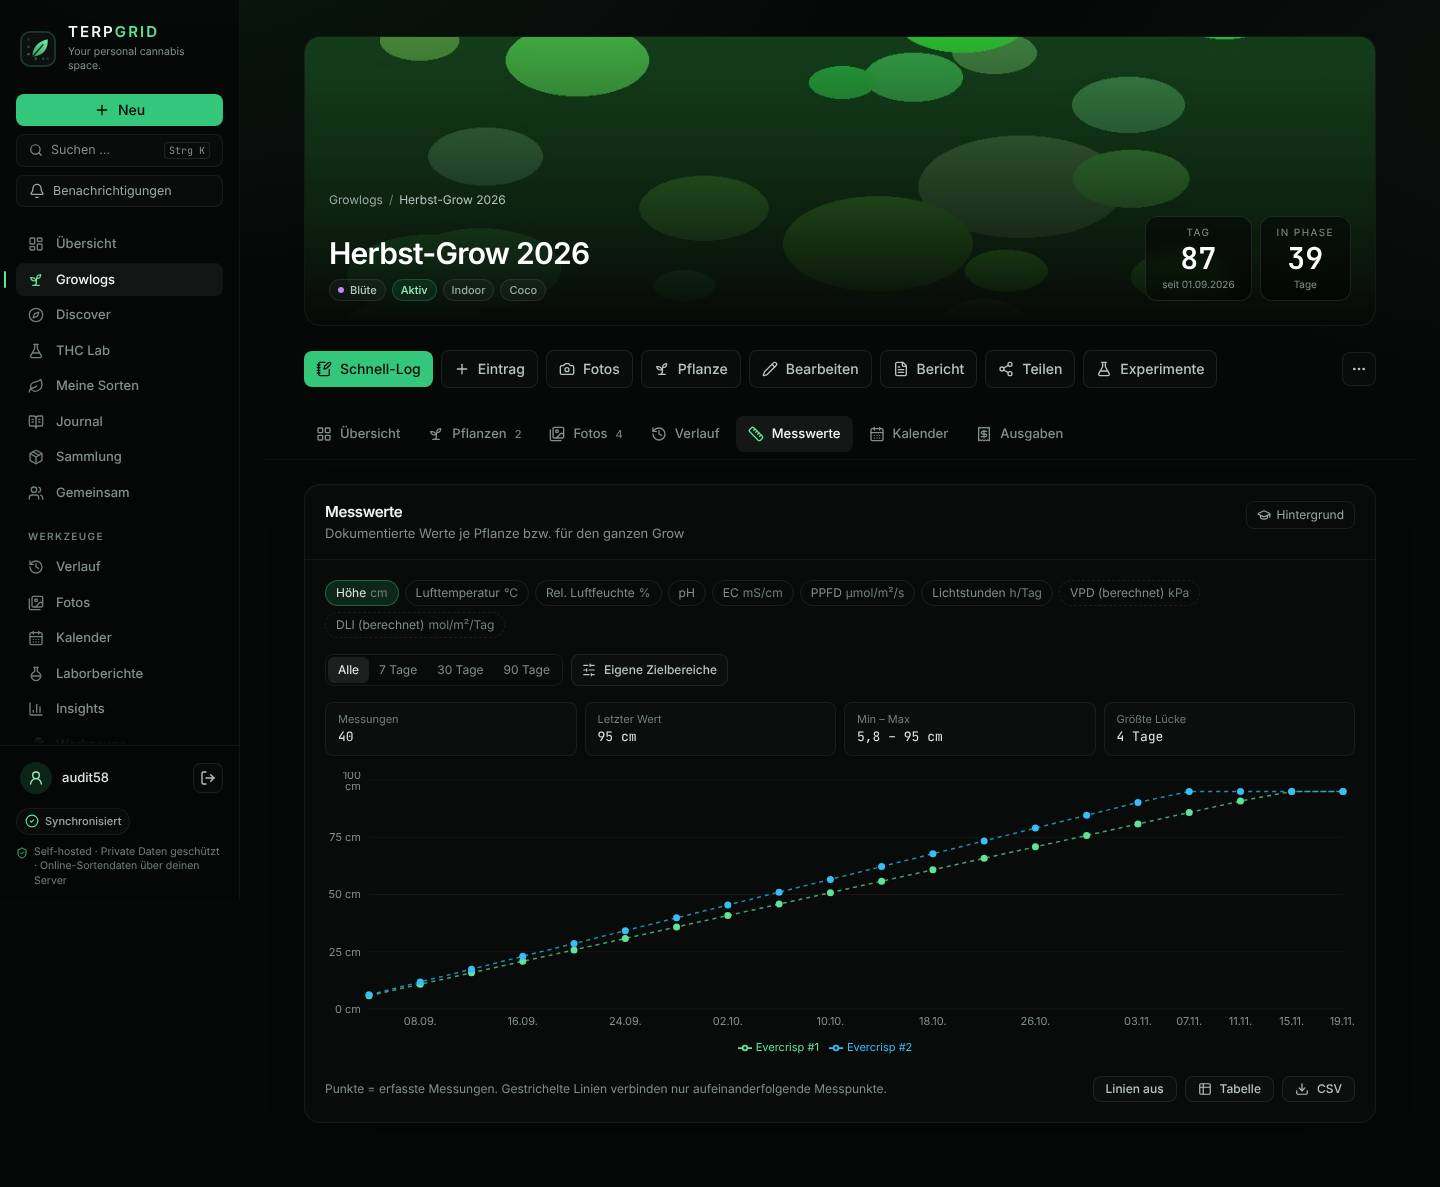 TERPGRID
Your personal cannabis
space.
Neu
Suchen ...
Strg K
Benachrichtigungen
Übersicht
Growlogs
Discover
THC Lab
Meine Sorten
Journal
Sammlung
Gemeinsam
WERKZEUGE
Verlauf
Fotos
Kalender
Laborberichte
Insights
audit58
Synchronisiert
Self-hosted · Private Daten geschützt
· Online-Sortendaten über deinen
Server
Growlogs / Herbst-Grow 2026
Herbst-Grow 2026
Blüte
Aktiv
Indoor
Coco
TAG
87
seit 01.09.2026
IN PHASE
39
Tage
Schnell-Log
Eintrag
Fotos
Pflanze
Bearbeiten
Bericht
Teilen
Experimente
Übersicht
Pflanzen 2
Fotos 4
Verlauf
Messwerte
Kalender
Ausgaben
Messwerte
Dokumentierte Werte je Pflanze bzw. für den ganzen Grow
Hintergrund
Höhe cm
Lufttemperatur °C
Rel. Luftfeuchte %
pH
EC mS/cm
PPFD µmol/m²/s
Lichtstunden h/Tag
VPD (berechnet) kPa
DLI (berechnet) mol/m²/Tag
Alle
7 Tage
30 Tage
90 Tage
Eigene Zielbereiche
Messungen
40
Letzter Wert
95 cm
Min – Max
5,8 – 95 cm
Größte Lücke
4 Tage
100
cm
75 cm
50 cm
25 cm
0 cm
08.09.
16.09.
24.09.
02.10.
10.10.
18.10.
26.10.
03.11.
07.11.
11.11.
15.11.
19.11.
Evercrisp #1
Evercrisp #2
Punkte = erfasste Messungen. Gestrichelte Linien verbinden nur aufeinanderfolgende Messpunkte.
Linien aus
Tabelle
CSV